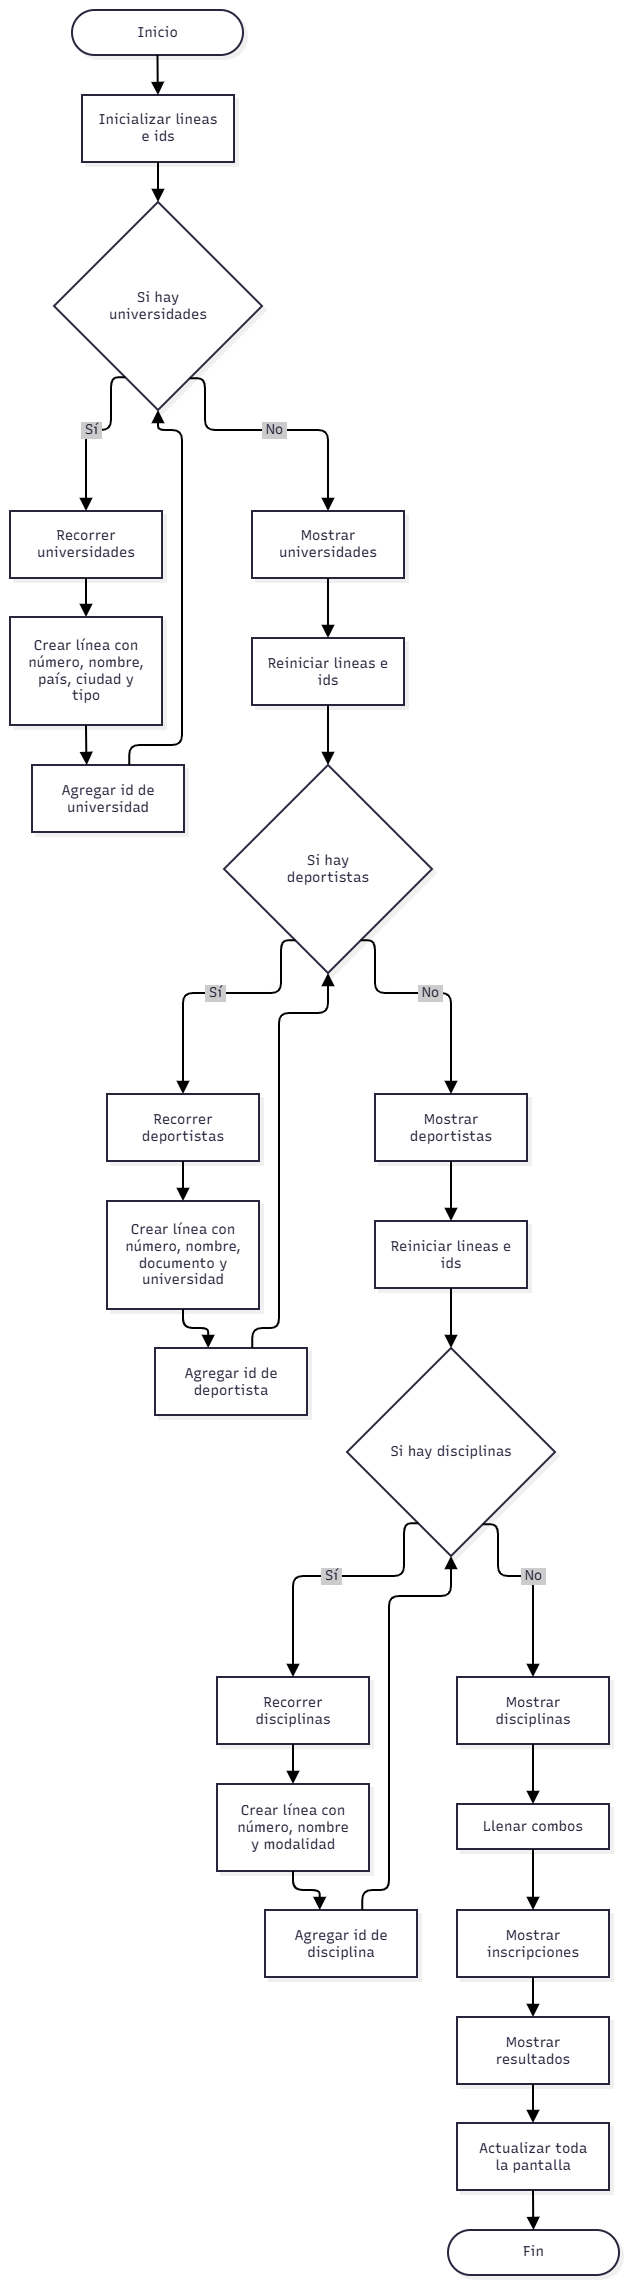 Inicio
Inicializar lineas
e ids
Si hay
universidades
Sí
No
Recorrer
universidades
Mostrar
universidades
Crear línea con
número, nombre,
país, ciudad y
tipo
Reiniciar lineas e
ids
Agregar id de
universidad
Si hay
deportistas
Sí
No
Recorrer
deportistas
Mostrar
deportistas
Crear línea con
número, nombre,
documento y
universidad
Reiniciar lineas e
ids
Agregar id de
deportista
Si hay disciplinas
Sí
No
Recorrer
disciplinas
Mostrar
disciplinas
Crear línea con
número, nombre
y modalidad
Llenar combos
Agregar id de
disciplina
Mostrar
inscripciones
Mostrar
resultados
Actualizar toda
la pantalla
Fin